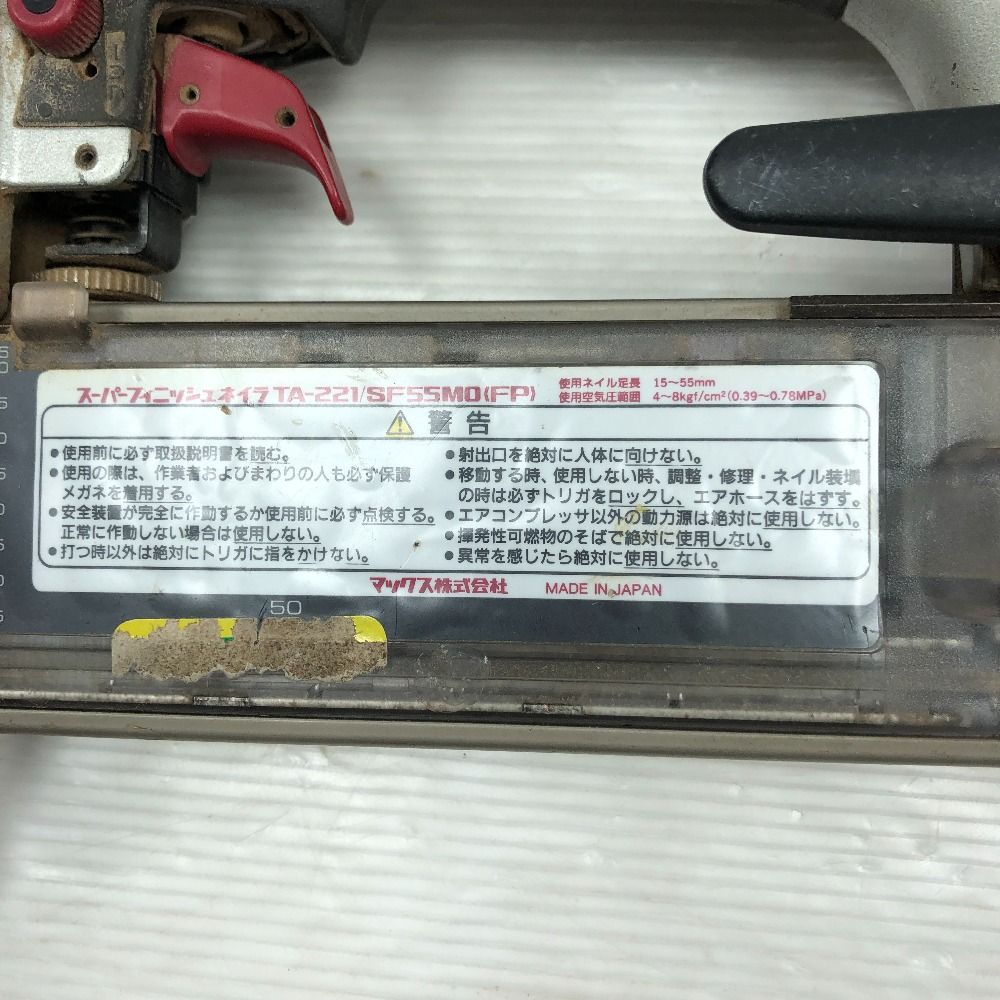 スーパーフィニッシュネイラ TA-221/SF55MO(FP)
使用ネイル足長 15～55mm
使用空気圧範囲 4～8kgf/cm²(0.39～0.78MPa)
警告
●使用前に必ず取扱説明書を読む。
●使用の際は、作業者およびまわりの人も必ず保護
メガネを着用する。
●安全装置が完全に作動するか使用前に必ず点検する。
正常に作動しない場合は使用しない。
●打つ時以外は絶対にトリガに指をかけない。
●射出口を絶対に人体に向けない。
●移動する時、使用しない時、調整・修理・ネイル装塡
の時は必ずトリガをロックし、エアホースをはずす。
●エアコンプレッサ以外の動力源は絶対に使用しない。
●揮発性可燃物のそばで絶対に使用しない。
●異常を感じたら絶対に使用しない。
マックス株式会社 MADE IN JAPAN
50